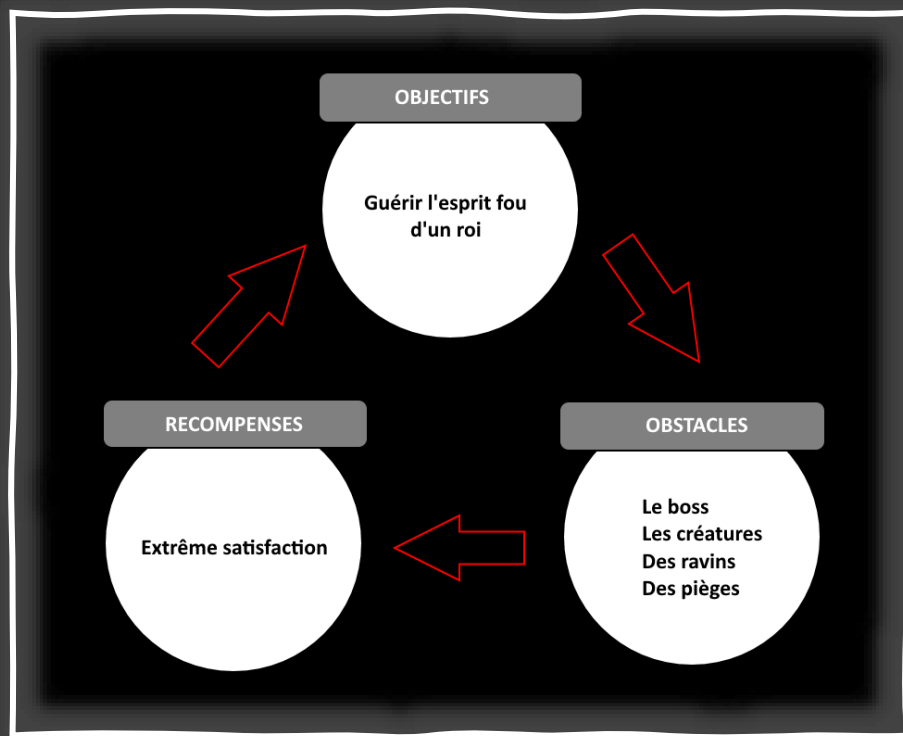 OBJECTIFS
Guérir l'esprit fou
d'un roi
RECOMPENSES
Extrême satisfaction
OBSTACLES
Le boss
Les créatures
Des ravins
Des pièges